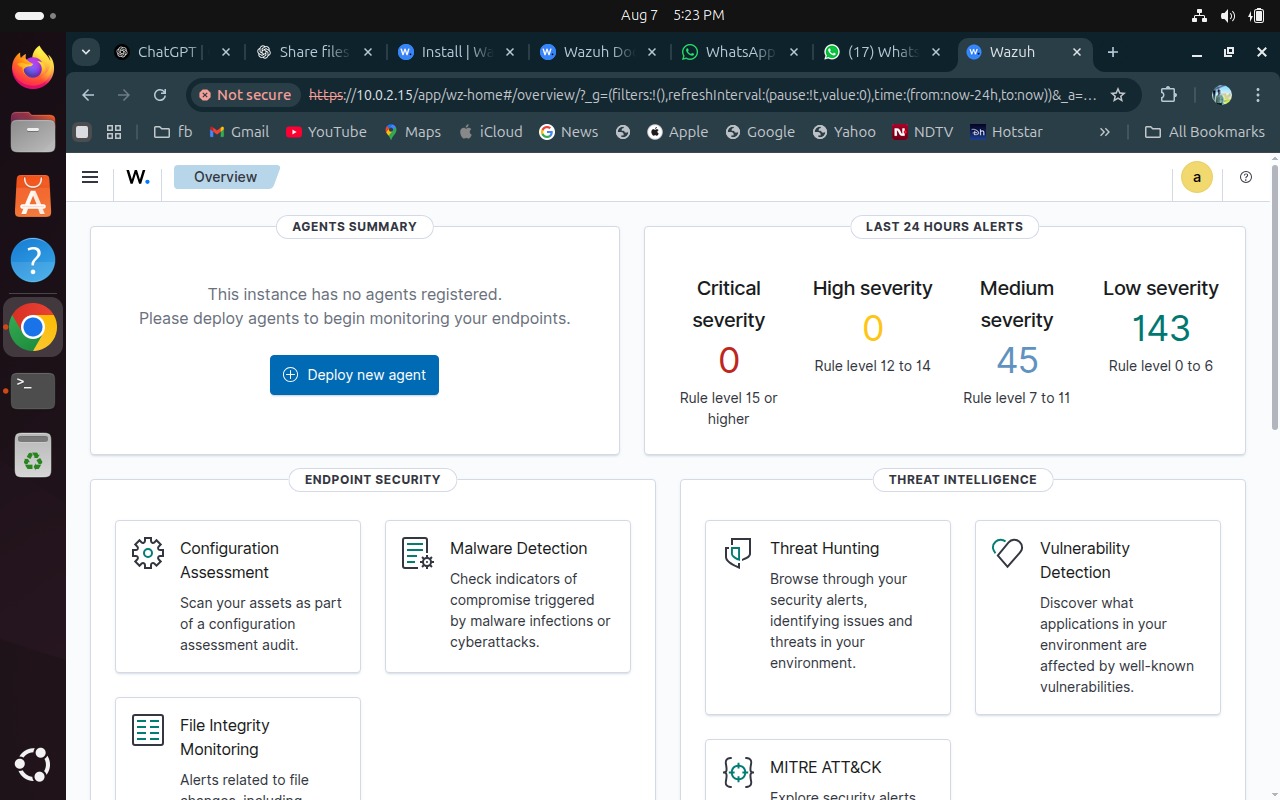 Aug 7 5:23 PM
ChatGPT |
Share files
Install | Wa
Wazuh Do
WhatsApp
(17) Whats
Wazuh
Not secure
https://10.0.2.15/app/wz-home#/overview/?_g=(filters:!(),refreshInterval:(pause:!t,value:0),time:(from:now-24h,to:now))&_a=...
fb
Gmail
YouTube
Maps
iCloud
News
Apple
Google
Yahoo
NDTV
Hotstar
»
All Bookmarks
W.
Overview
a
AGENTS SUMMARY
This instance has no agents registered.
Please deploy agents to begin monitoring your endpoints.
Deploy new agent
LAST 24 HOURS ALERTS
Critical
severity
0
Rule level 15 or
higher
High severity
0
Rule level 12 to 14
Medium
severity
45
Rule level 7 to 11
Low severity
143
Rule level 0 to 6
ENDPOINT SECURITY
Configuration
Assessment
Scan your assets as part
of a configuration
assessment audit.
Malware Detection
Check indicators of
compromise triggered
by malware infections or
cyberattacks.
File Integrity
Monitoring
Alerts related to file
changes, including
THREAT INTELLIGENCE
Threat Hunting
Browse through your
security alerts,
identifying issues and
threats in your
environment.
Vulnerability
Detection
Discover what
applications in your
environment are
affected by well-known
vulnerabilities.
MITRE ATT&CK
Explore security alerts